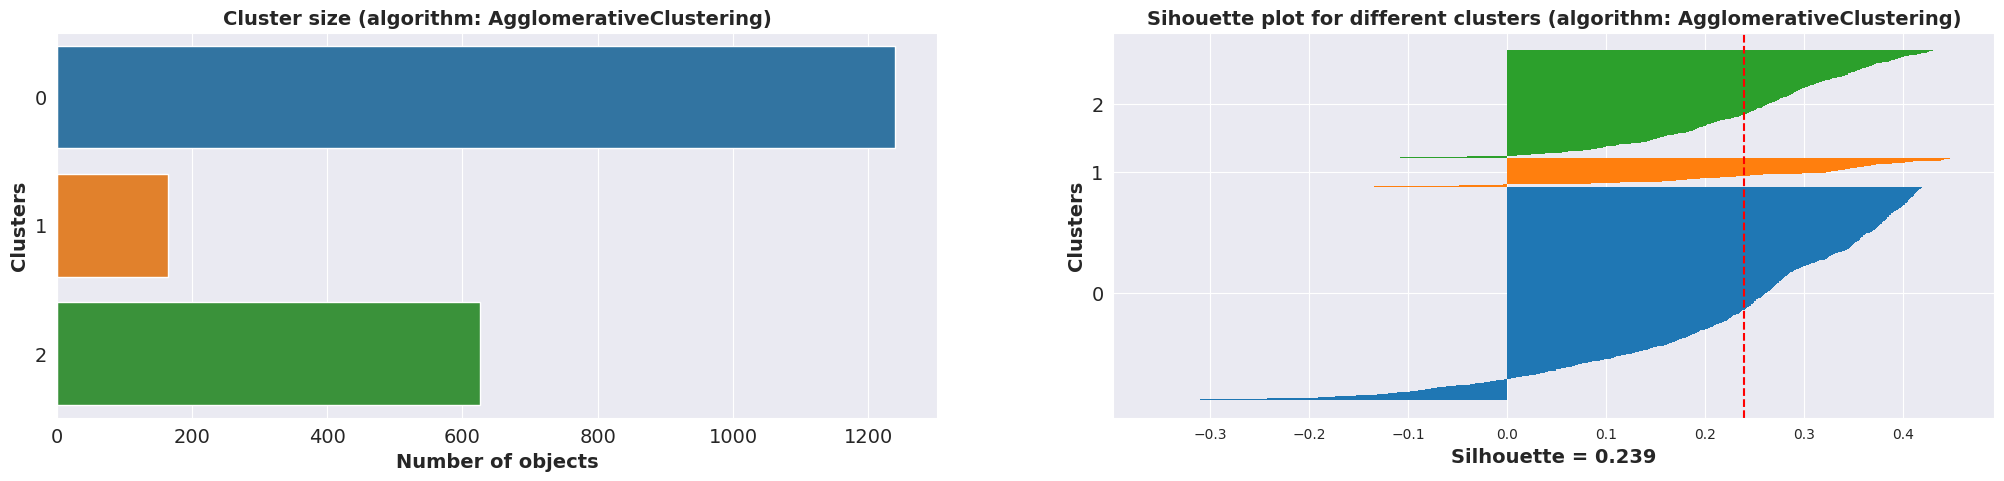 Cluster size (algorithm: AgglomerativeClustering)
Clusters
0
1
2
0 200 400 600 800 1000 1200
Number of objects
Sihouette plot for different clusters (algorithm: AgglomerativeClustering)
Clusters
2
1
0
−0.3 −0.2 −0.1 0.0 0.1 0.2 0.3 0.4
Silhouette = 0.239